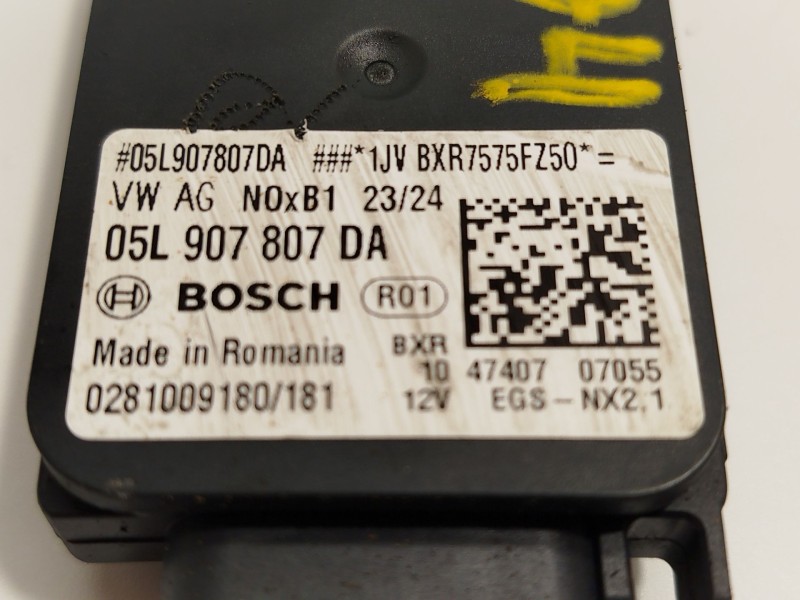 #05L907807DA ###*1JV BXR7575FZ50*=
VW AG NOxB1 23/24
05L 907 807 DA
BOSCH R01
Made in Romania BXR
10 47407 07055
0281009180/181 12V EGS-NX2,1